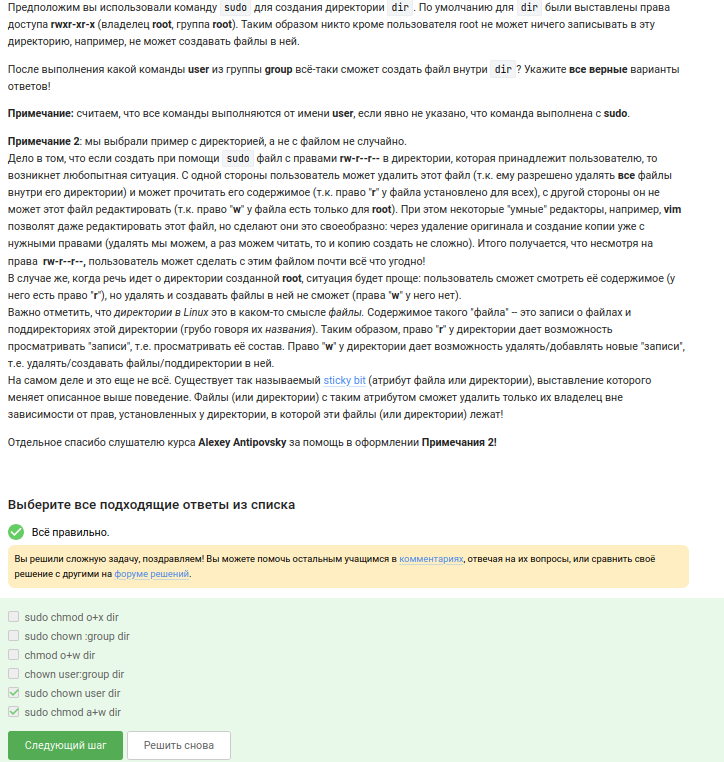 Предположим вы использовали команду sudo для создания директории dir. По умолчанию для dir были выставлены права
доступа rwxr-xr-x (владелец root, группа root). Таким образом никто кроме пользователя root не может ничего записывать в эту
директорию, например, не может создавать файлы в ней.
После выполнения какой команды user из группы group всё-таки сможет создать файл внутри dir? Укажите все верные варианты
ответов!
Примечание: считаем, что все команды выполняются от имени user, если явно не указано, что команда выполнена с sudo.
Примечание 2: мы выбрали пример с директорией, а не с файлом не случайно.
Дело в том, что если создать при помощи sudo файл с правами rw-r--r-- в директории, которая принадлежит пользователю, то
возникнет любопытная ситуация. С одной стороны пользователь может удалить этот файл (т.к. ему разрешено удалять все файлы
внутри его директории) и может прочитать его содержимое (т.к. право "r" у файла установлено для всех), с другой стороны он не
может этот файл редактировать (т.к. право "w" у файла есть только для root). При этом некоторые "умные" редакторы, например, vim
позволят даже редактировать этот файл, но сделают они это своеобразно: через удаление оригинала и создание копии уже с
нужными правами (удалять мы можем, а раз можем читать, то и копию создать не сложно). Итого получается, что несмотря на
права rw-r--r--, пользователь может сделать с этим файлом почти всё что угодно!
В случае же, когда речь идет о директории созданной root, ситуация будет проще: пользователь сможет смотреть её содержимое (у
него есть право "r"), но удалять и создавать файлы в ней не сможет (права "w" у него нет).
Важно отметить, что директории в Linux это в каком-то смысле файлы. Содержимое такого "файла" – это записи о файлах и
поддиректориях этой директории (грубо говоря их названия). Таким образом, право "r" у директории дает возможность
просматривать "записи", т.е. просматривать её состав. Право "w" у директории дает возможность удалять/добавлять новые "записи",
т.е. удалять/создавать файлы/поддиректории в ней.
На самом деле и это еще не всё. Существует так называемый sticky bit (атрибут файла или директории), выставление которого
меняет описанное выше поведение. Файлы (или директории) с таким атрибутом сможет удалить только их владелец вне
зависимости от прав, установленных у директории, в которой эти файлы (или директории) лежат!
Отдельное спасибо слушателю курса Alexey Antipovsky за помощь в оформлении Примечания 2!
Выберите все подходящие ответы из списка
Всё правильно.
Вы решили сложную задачу, поздравляем! Вы можете помочь остальным учащимся в комментариях, отвечая на их вопросы, или сравнить своё
решение с другими на форуме решений.
sudo chmod o+x dir
sudo chown :group dir
chmod o+w dir
chown user:group dir
sudo chown user dir
sudo chmod a+w dir
Следующий шаг Решить снова